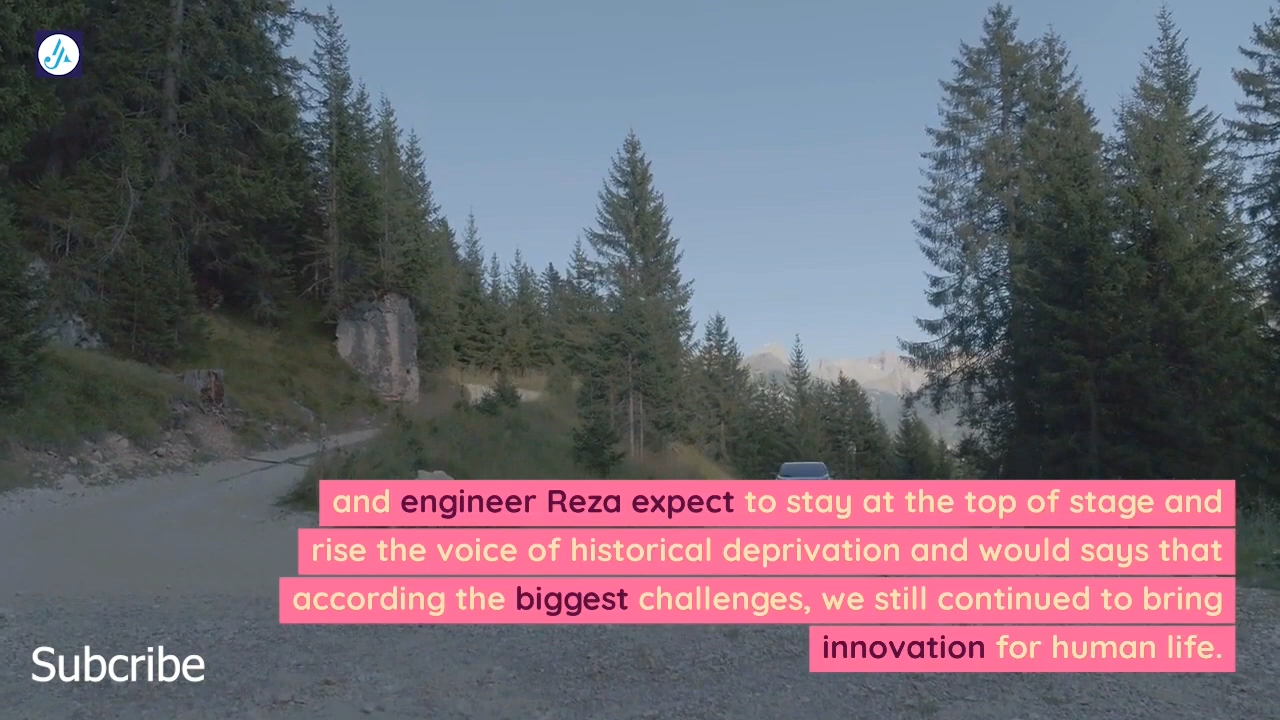 and engineer Reza expect to stay at the top of stage and
rise the voice of historical deprivation and would says that
according the biggest challenges, we still continued to bring
innovation for human life.
Subcribe